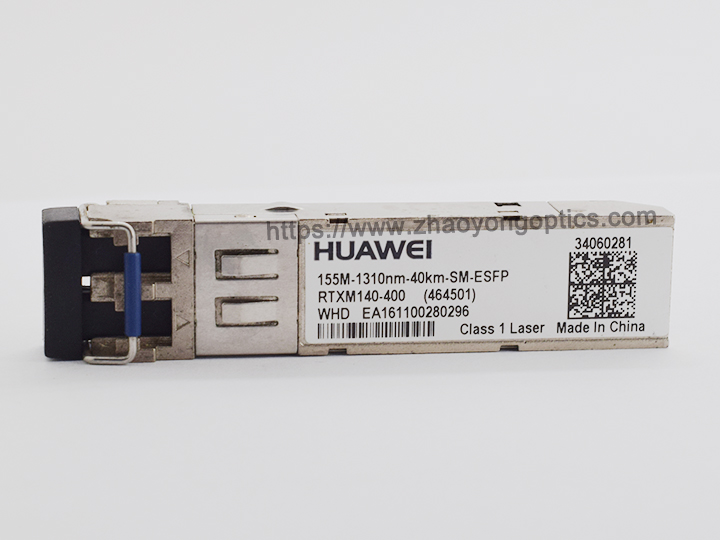 https://www.zhaoyongoptics.com
HUAWEI
34060281
155M-1310nm-40km-SM-ESFP
RTXM140-400 (464501)
WHD EA161100280296
Class 1 Laser Made In China